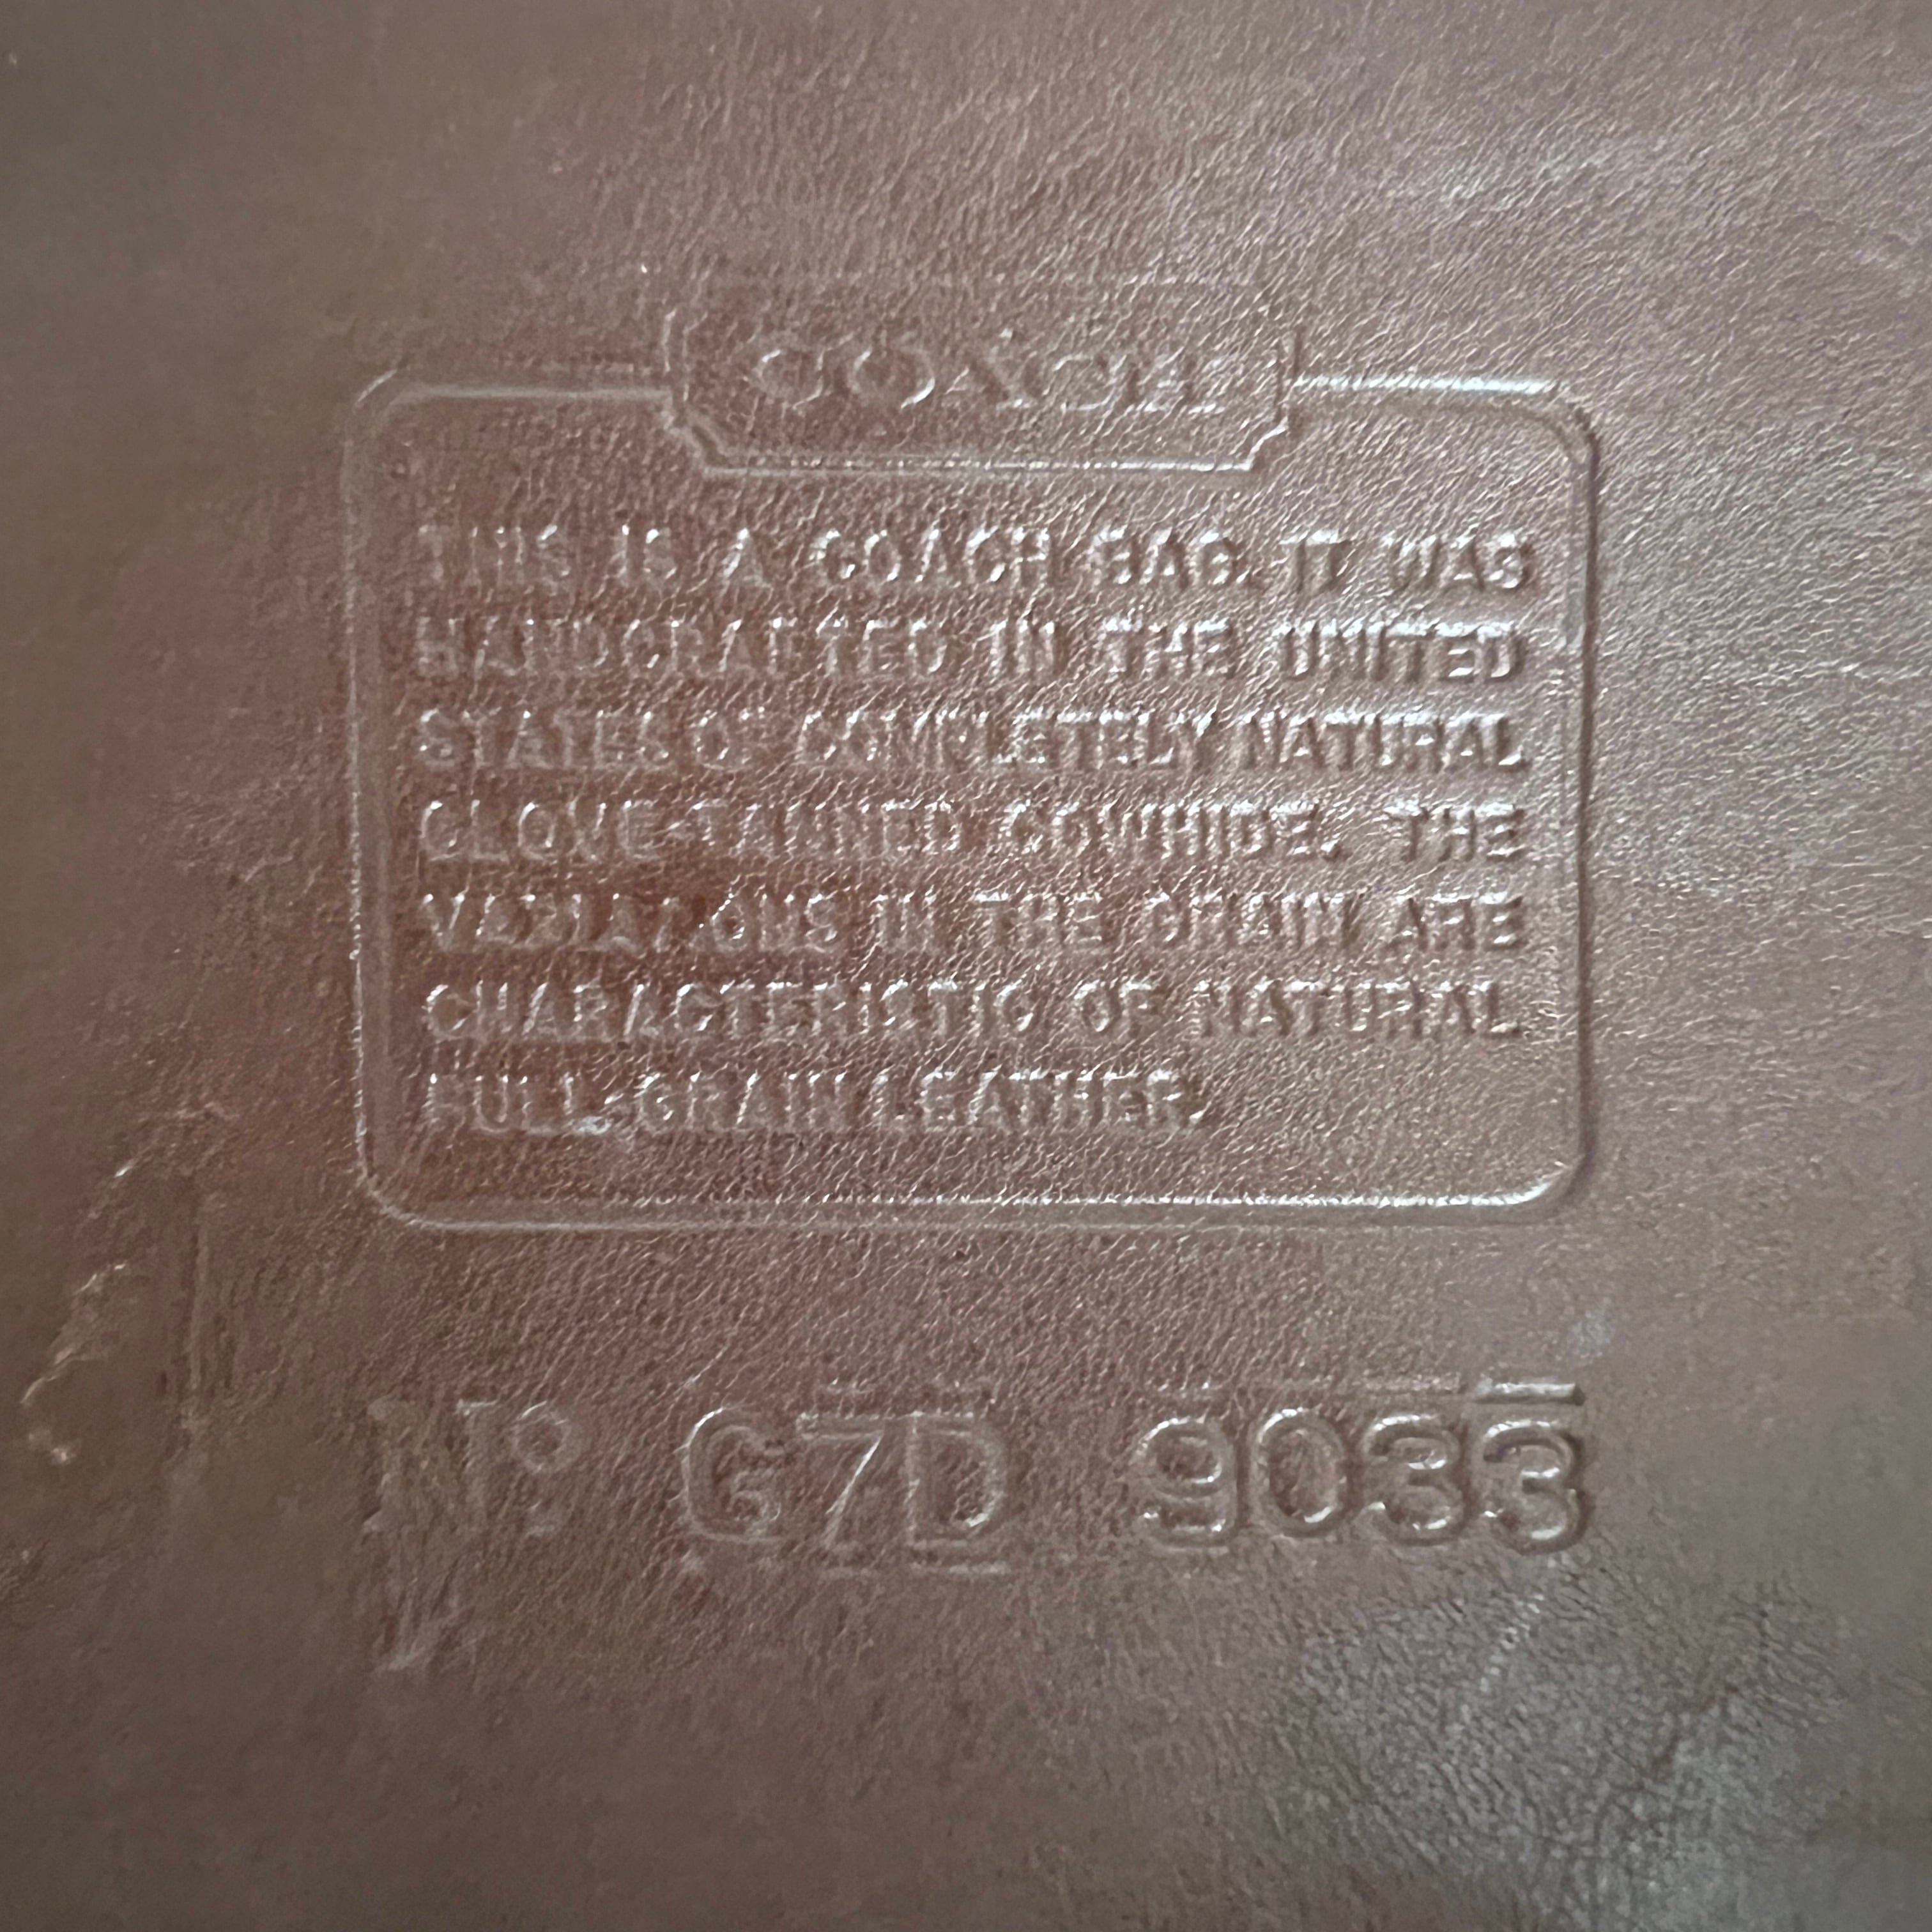 COACH
THIS IS A COACH BAG. IT WAS
HANDCRAFTED IN THE UNITED
STATES OF COMPLETELY NATURAL
GLOVE-TANNED COWHIDE. THE
VARIATIONS IN THE GRAIN ARE
CHARACTERISTIC OF NATURAL
FULL-GRAIN LEATHER.
Nº G7D 9033